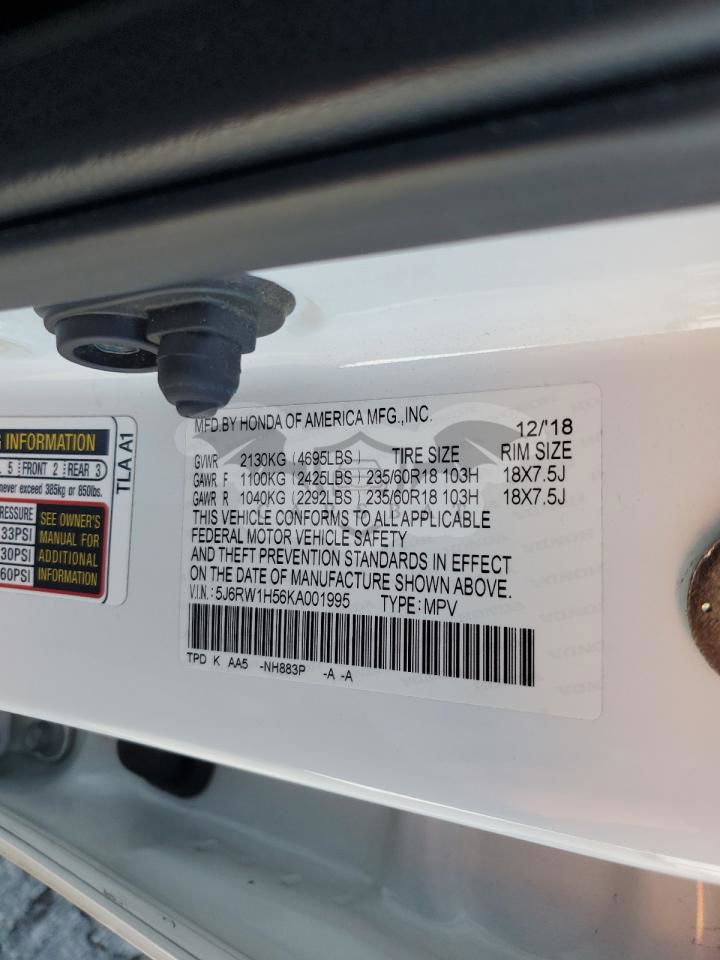 G INFORMATION
5 FRONT 2 REAR 3
never exceed 385kg or 850lbs.
PRESSURE
33PSI
30PSI
60PSI
SEE OWNER'S
MANUAL FOR
ADDITIONAL
INFORMATION
TLA A1
MFD.BY HONDA OF AMERICA MFG.,INC. 12/'18
GVWR 2130KG (4695LBS) TIRE SIZE RIM SIZE
GAWR F 1100KG (2425LBS) 235/60R18 103H 18X7.5J
GAWR R 1040KG (2292LBS) 235/60R18 103H 18X7.5J
THIS VEHICLE CONFORMS TO ALL APPLICABLE
FEDERAL MOTOR VEHICLE SAFETY
AND THEFT PREVENTION STANDARDS IN EFFECT
ON THE DATE OF MANUFACTURE SHOWN ABOVE.
V.I.N.: 5J6RW1H56KA001995 TYPE: MPV
TPD K AA5 -NH883P -A -A